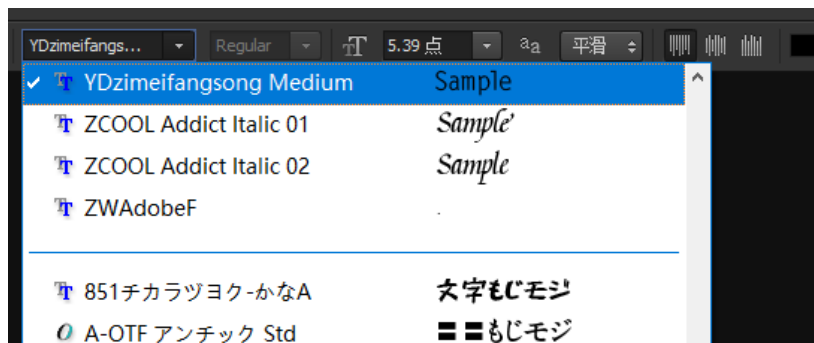 YDzimeifangs... Regular 5.39 点 aa 平滑
YDzimeifangsong Medium Sample
ZCOOL Addict Italic 01 Sample
ZCOOL Addict Italic 02 Sample
ZWAdobeF .
851チカラヅヨク-かなA 文字もじモジ
A-OTF アンチック Std 〓〓もじモジ